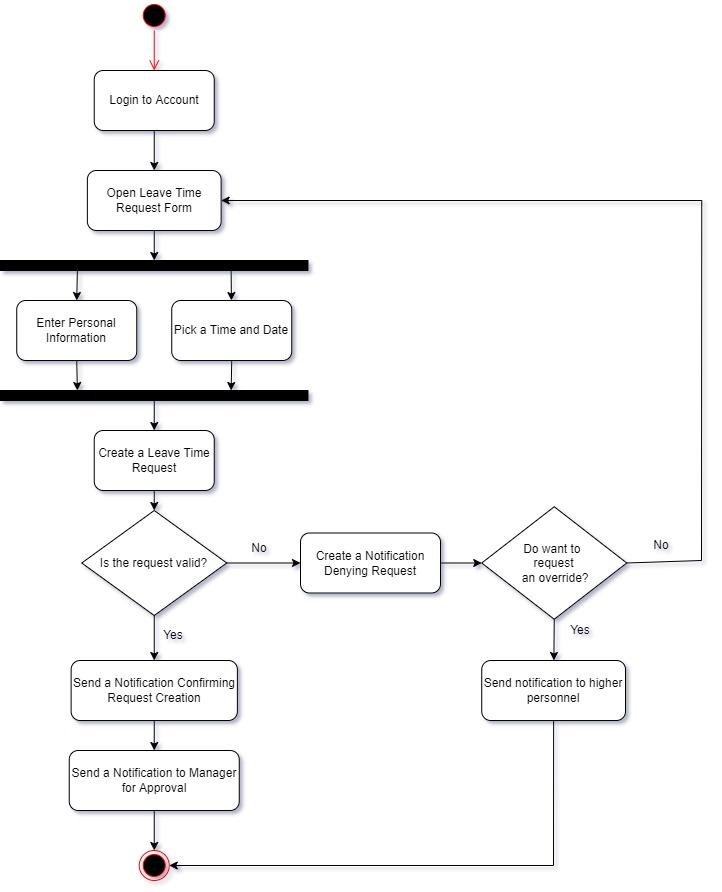 Login to Account
Open Leave Time
Request Form
Enter Personal
Information
Pick a Time and Date
Create a Leave Time
Request
Is the request valid?
No
Create a Notification
Denying Request
Do want to
request
an override?
No
Yes
Yes
Send a Notification Confirming
Request Creation
Send notification to higher
personnel
Send a Notification to Manager
for Approval